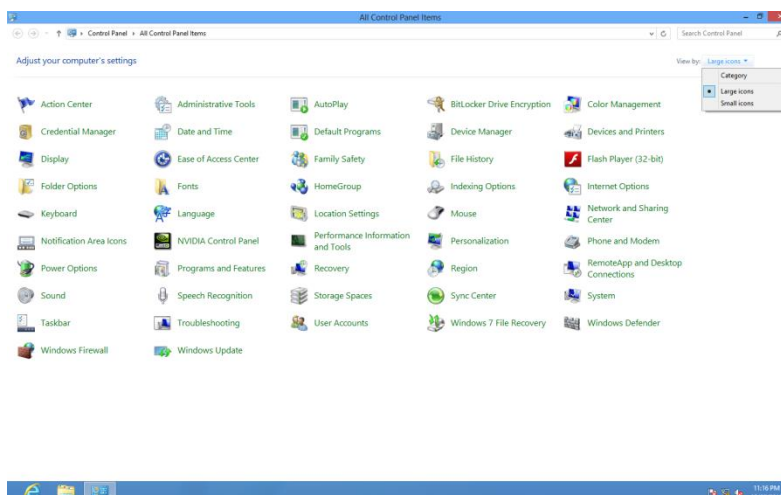 All Control Panel Items
Control Panel All Control Panel Items
Search Control Panel
Adjust your computer's settings
View by: Large icons
Category
Large icons
Small icons
Action Center Administrative Tools AutoPlay BitLocker Drive Encryption Color Management
Credential Manager Date and Time Default Programs Device Manager Devices and Printers
Display Ease of Access Center Family Safety File History Flash Player (32-bit)
Folder Options Fonts HomeGroup Indexing Options Internet Options
Keyboard Language Location Settings Mouse Network and Sharing
Center
Notification Area Icons NVIDIA Control Panel Performance Information
and Tools
Personalization Phone and Modem
Power Options Programs and Features Recovery Region RemoteApp and Desktop
Connections
Sound Speech Recognition Storage Spaces Sync Center System
Taskbar Troubleshooting User Accounts Windows 7 File Recovery Windows Defender
Windows Firewall Windows Update
11:16 PM